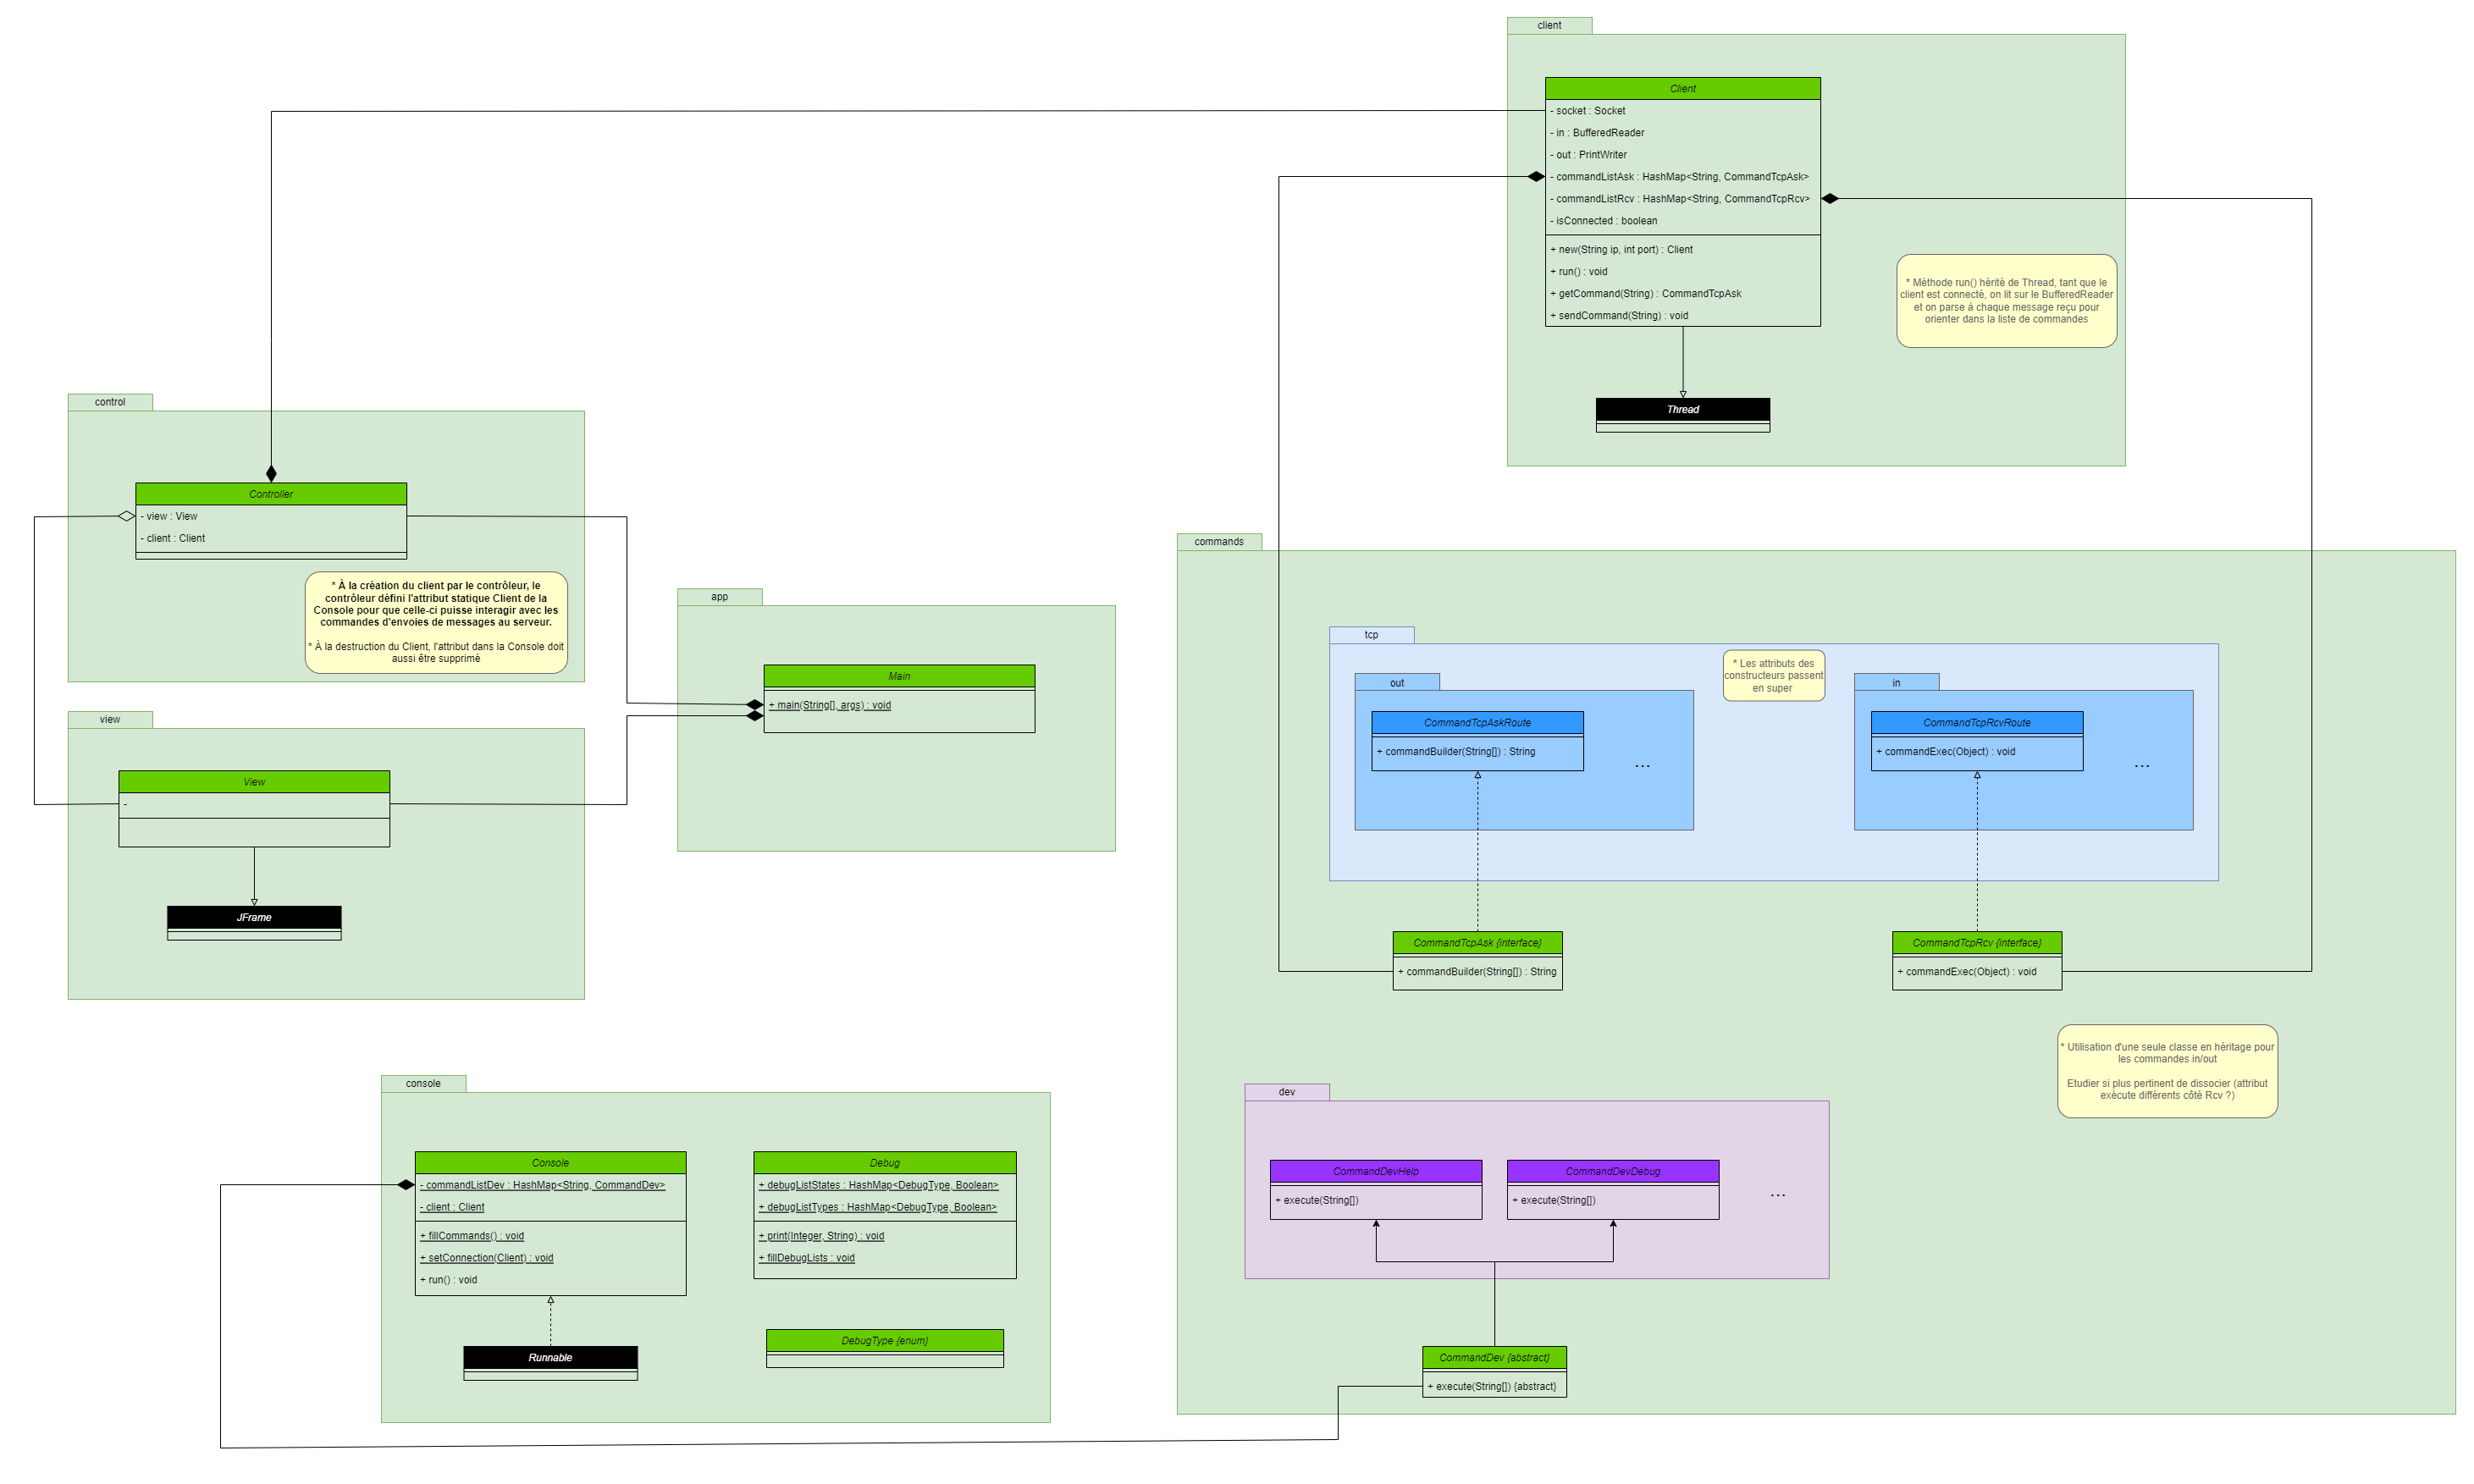 client
Client
- socket : Socket
- in : BufferedReader
- out : PrintWriter
- commandListAsk : HashMap<String, CommandTcpAsk>
- commandListRcv : HashMap<String, CommandTcpRcv>
- isConnected : boolean
+ new(String ip, int port) : Client
+ run() : void
+ getCommand(String) : CommandTcpAsk
+ sendCommand(String) : void
* Méthode run() hérité de Thread, tant que le
client est connecté, on lit sur le BufferedReader
et on parse à chaque message reçu pour
orienter dans la liste de commandes
Thread
control
Controller
- view : View
- client : Client
* À la création du client par le contrôleur, le
contrôleur défini l'attribut statique Client de la
Console pour que celle-ci puisse interagir avec les
commandes d'envoies de messages au serveur.
* À la destruction du Client, l'attribut dans la Console doit
aussi être supprimé
view
View
-
JFrame
app
Main
+ main(String[], args) : void
commands
tcp
* Les attributs des
constructeurs passent
en super
out
CommandTcpAskRoute
+ commandBuilder(String[]) : String
...
in
CommandTcpRcvRoute
+ commandExec(Object) : void
...
CommandTcpAsk {interface}
+ commandBuilder(String[]) : String
CommandTcpRcv {interface}
+ commandExec(Object) : void
* Utilisation d'une seule classe en héritage pour
les commandes in/out
Etudier si plus pertinent de dissocier (attribut
exécute différents côté Rcv ?)
dev
CommandDevHelp
+ execute(String[])
CommandDevDebug
+ execute(String[])
...
CommandDev {abstract}
+ execute(String[]) {abstract}
console
Console
- commandListDev : HashMap<String, CommandDev>
- client : Client
+ fillCommands() : void
+ setConnection(Client) : void
+ run() : void
Runnable
Debug
+ debugListStates : HashMap<DebugType, Boolean>
+ debugListTypes : HashMap<DebugType, Boolean>
+ print(Integer, String) : void
+ fillDebugLists : void
DebugType {enum}